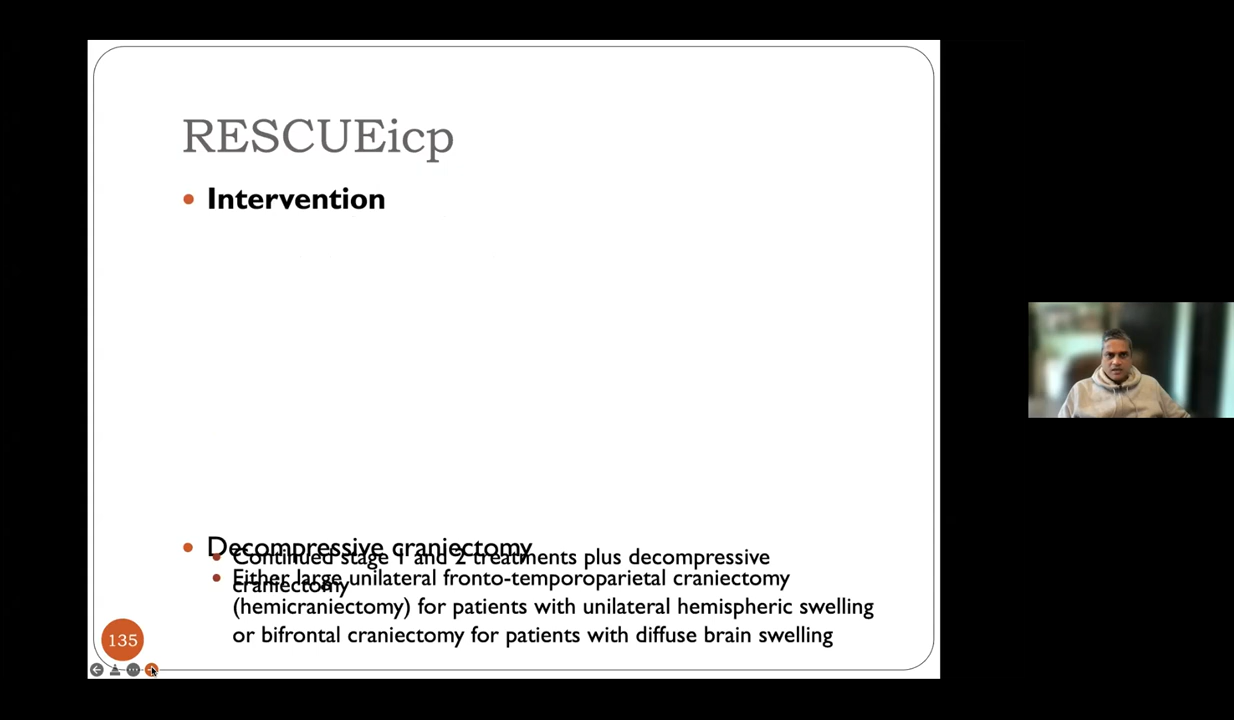 RESCUEicp
Intervention
Decompressive craniectomy
Continued stage 1 and 2 treatments plus decompressive
craniectomy
Either large unilateral fronto-temporoparietal craniectomy
(hemicraniectomy) for patients with unilateral hemispheric swelling
or bifrontal craniectomy for patients with diffuse brain swelling
135